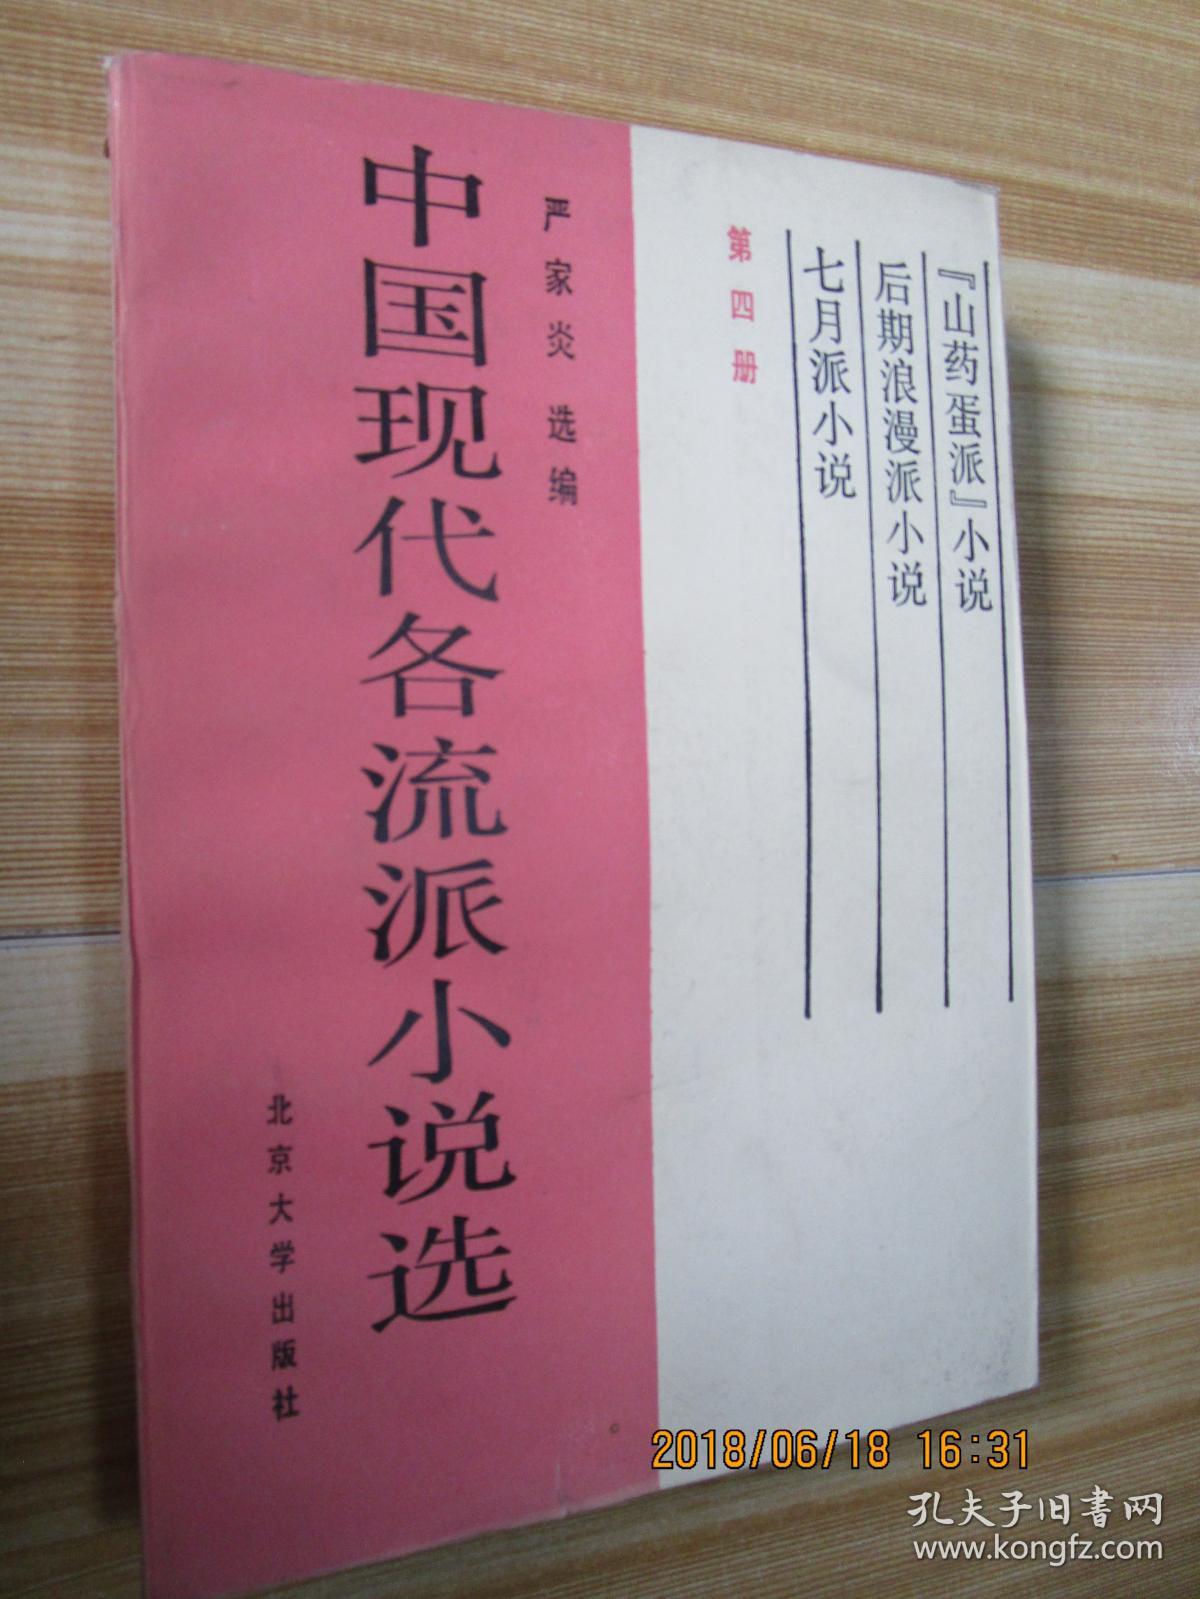 『山药蛋派』小说
后期浪漫派小说
七月派小说
第四册
严家炎 选编
中国现代各流派小说选
北京大学出版社
2018/06/18 16:31
孔夫子旧书网
www.kongfz.com